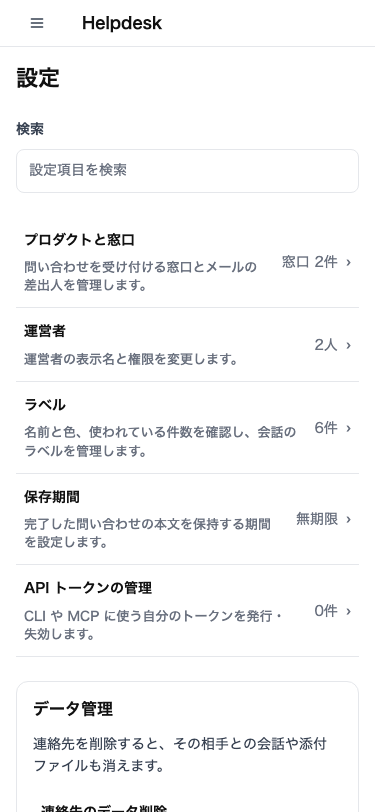 Helpdesk
設定
検索
設定項目を検索
プロダクトと窓口
問い合わせを受け付ける窓口とメールの
差出人を管理します。
窓口 2件 ›
運営者
運営者の表示名と権限を変更します。
2人 ›
ラベル
名前と色、使われている件数を確認し、会話の
ラベルを管理します。
6件 ›
保存期間
完了した問い合わせの本文を保持する期間
を設定します。
無期限 ›
API トークンの管理
CLI や MCP に使う自分のトークンを発行・
失効します。
0件 ›
データ管理
連絡先を削除すると、その相手との会話や添付
ファイルも消えます。
連絡先のデータ削除